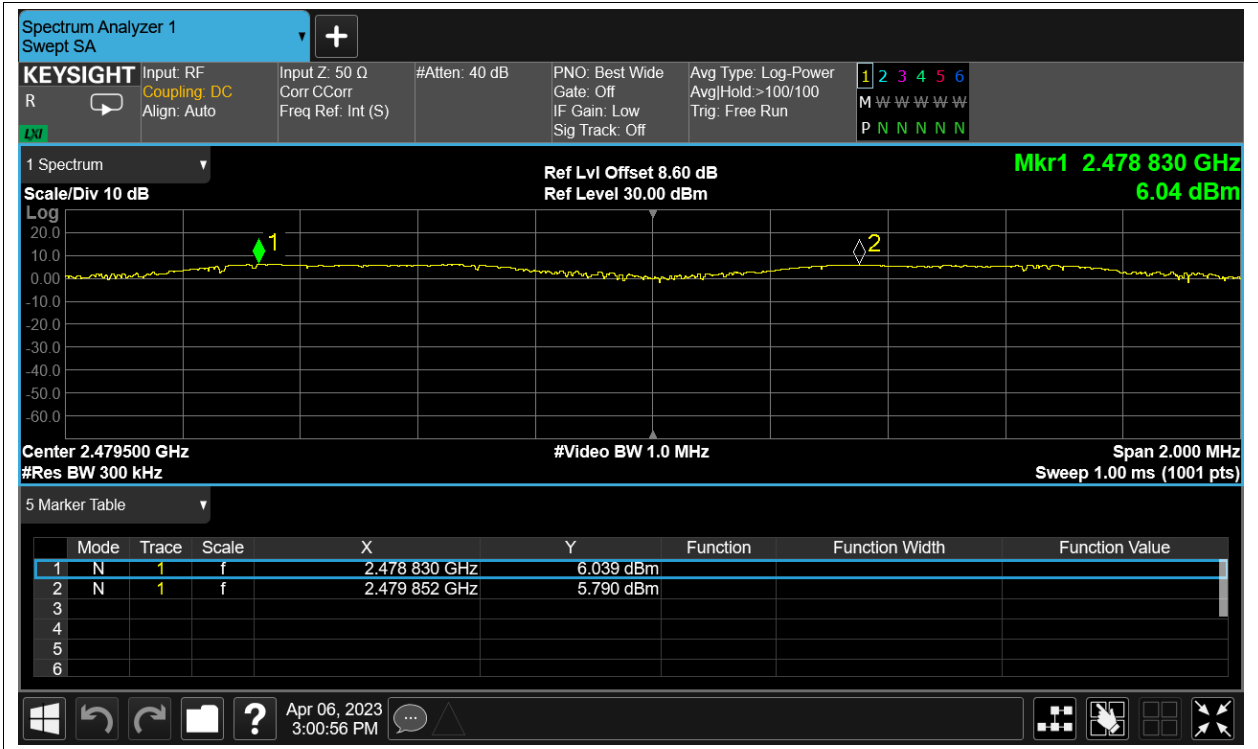 Spectrum Analyzer 1
Swept SA
KEYSIGHT
R
LXI
Input: RF
Coupling: DC
Align: Auto
Input Z: 50 Ω
Corr CCorr
Freq Ref: Int (S)
#Atten: 40 dB
PNO: Best Wide
Gate: Off
IF Gain: Low
Sig Track: Off
Avg Type: Log-Power
Avg|Hold:>100/100
Trig: Free Run
1 2 3 4 5 6
M W W W W W
P N N N N N
1 Spectrum
Scale/Div 10 dB
Ref Lvl Offset 8.60 dB
Ref Level 30.00 dBm
Mkr1 2.478 830 GHz
6.04 dBm
Log
20.0
10.0
0.00
-10.0
-20.0
-30.0
-40.0
-50.0
-60.0
1
2
Center 2.479500 GHz
#Res BW 300 kHz
#Video BW 1.0 MHz
Span 2.000 MHz
Sweep 1.00 ms (1001 pts)
5 Marker Table
Mode Trace Scale X Y Function Function Width Function Value
1 N 1 f 2.478 830 GHz 6.039 dBm
2 N 1 f 2.479 852 GHz 5.790 dBm
3
4
5
6
?
Apr 06, 2023
3:00:56 PM